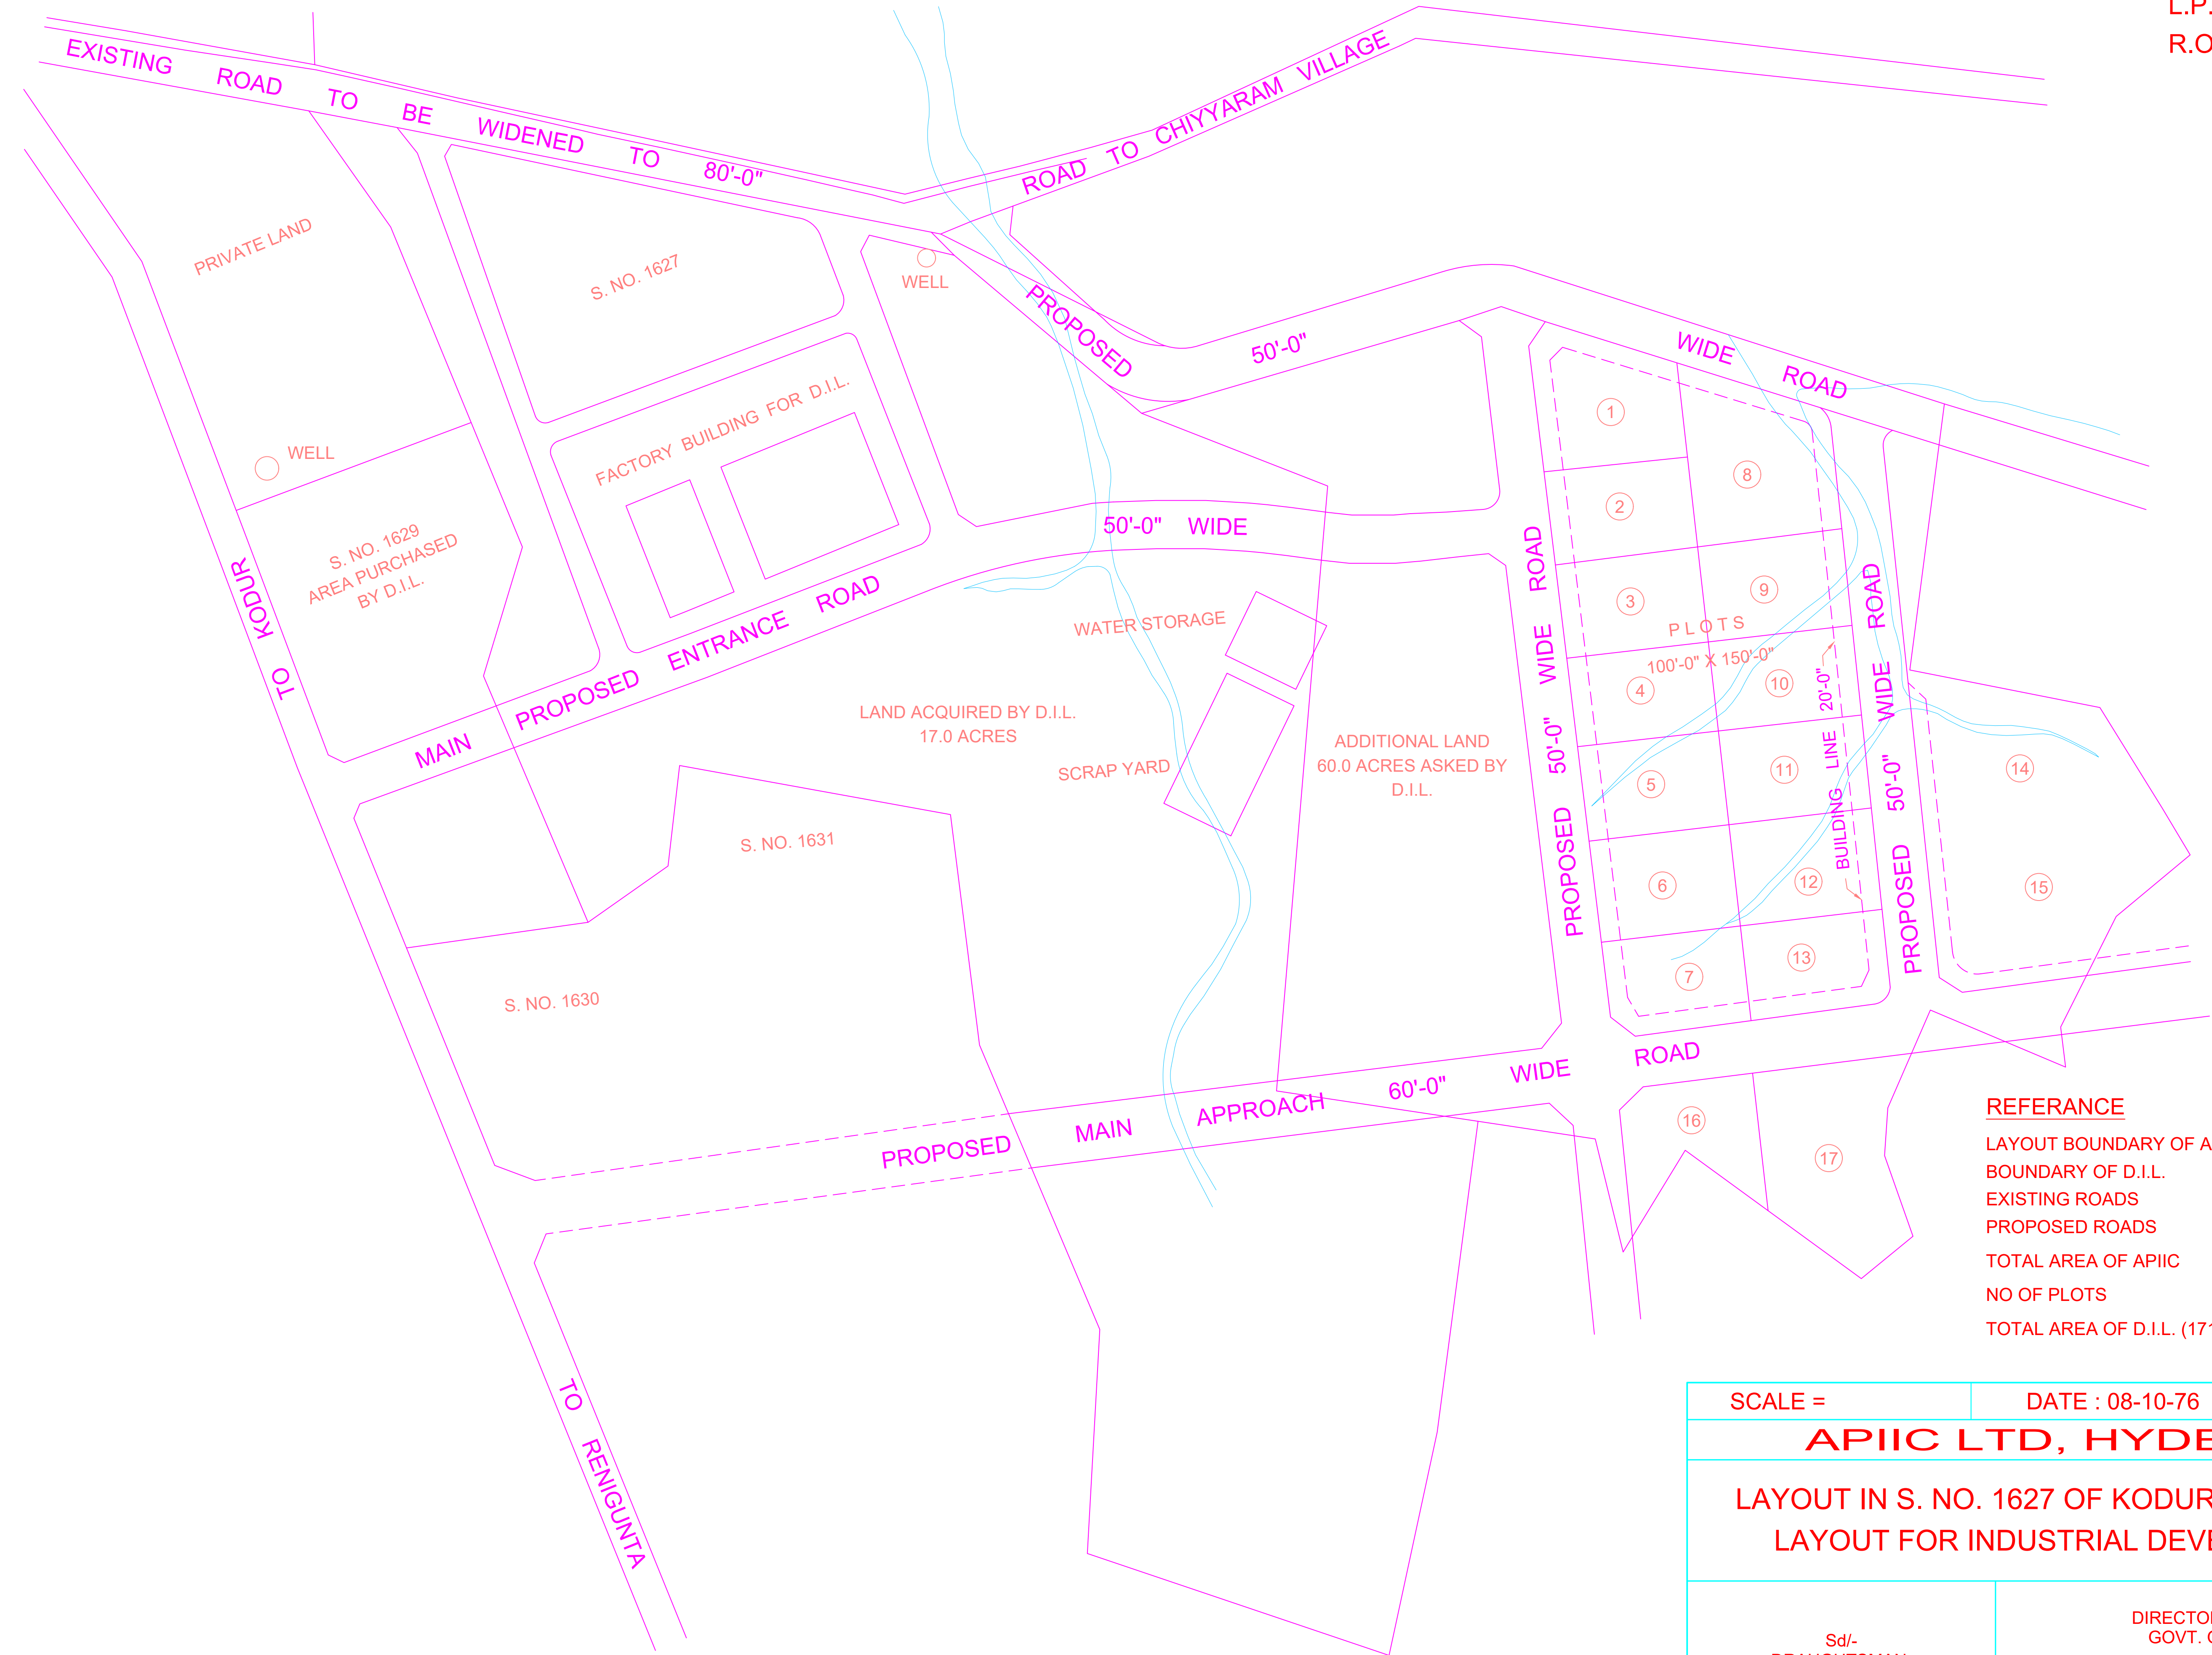 L.P.
R.O
EXISTING ROAD TO BE WIDENED TO 80'-0"
ROAD TO CHIYYARAM VILLAGE
PRIVATE LAND
S. NO. 1627
WELL
PROPOSED 50'-0" WIDE ROAD
FACTORY BUILDING FOR D.I.L.
WELL
S. NO. 1629
AREA PURCHASED
BY D.I.L.
TO KODUR
MAIN PROPOSED ENTRANCE ROAD
50'-0" WIDE
WATER STORAGE
LAND ACQUIRED BY D.I.L.
17.0 ACRES
SCRAP YARD
ADDITIONAL LAND
60.0 ACRES ASKED BY
D.I.L.
PROPOSED 50'-0" WIDE ROAD
1
2
3
4
5
6
7
8
9
10
11
12
13
PLOTS
100'-0" X 150'-0"
BUILDING LINE 20'-0"
PROPOSED 50'-0" WIDE ROAD
14
15
S. NO. 1631
S. NO. 1630
PROPOSED MAIN APPROACH 60'-0" WIDE ROAD
16
17
TO RENIGUNTA
REFERANCE
LAYOUT BOUNDARY OF A
BOUNDARY OF D.I.L.
EXISTING ROADS
PROPOSED ROADS
TOTAL AREA OF APIIC
NO OF PLOTS
TOTAL AREA OF D.I.L. (171
SCALE =
DATE : 08-10-76
APIIC LTD, HYDE
LAYOUT IN S. NO. 1627 OF KODUR
LAYOUT FOR INDUSTRIAL DEVE
Sd/-
DIRECTO
GOVT.